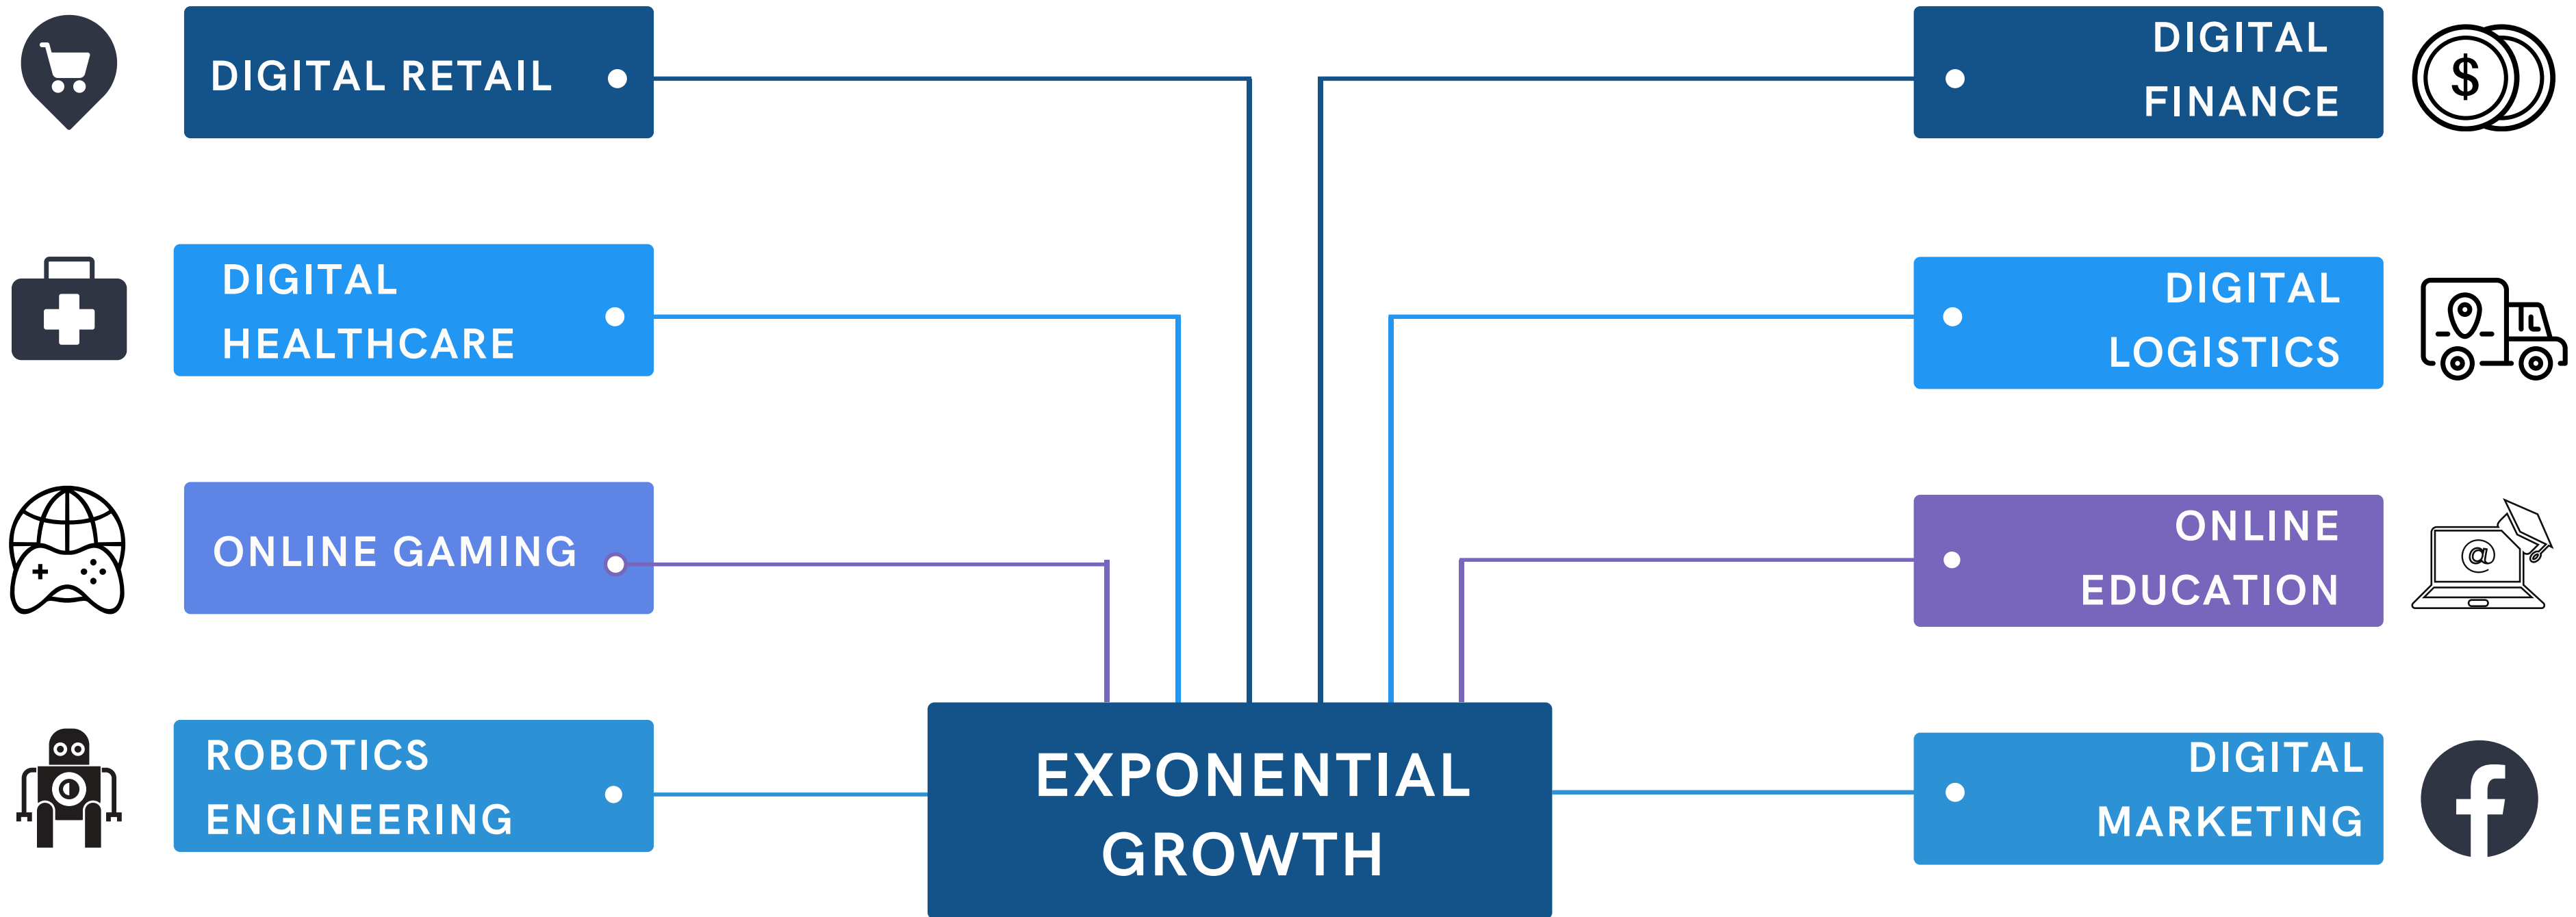 DIGITAL RETAIL
DIGITAL
HEALTHCARE
ONLINE GAMING
ROBOTICS
ENGINEERING
EXPONENTIAL
GROWTH
DIGITAL
FINANCE
$
DIGITAL
LOGISTICS
ONLINE
EDUCATION
@
DIGITAL
MARKETING
f